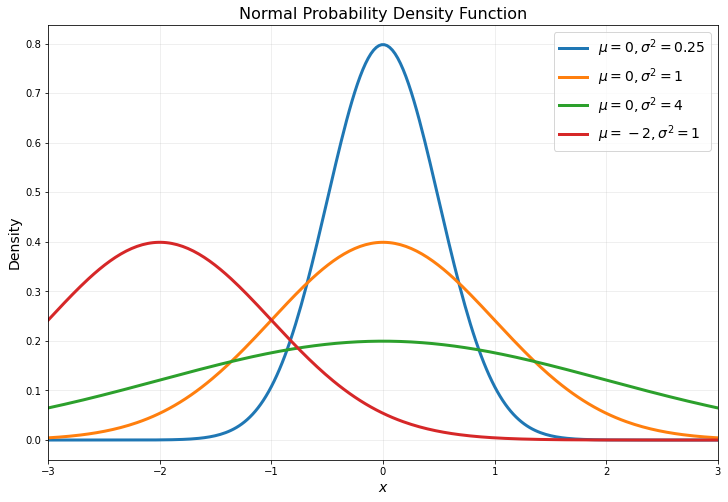 Normal Probability Density Function
μ = 0, σ² = 0.25
μ = 0, σ² = 1
μ = 0, σ² = 4
μ = −2, σ² = 1
Density
0.8
0.7
0.6
0.5
0.4
0.3
0.2
0.1
0.0
−3 −2 −1 0 1 2 3
x